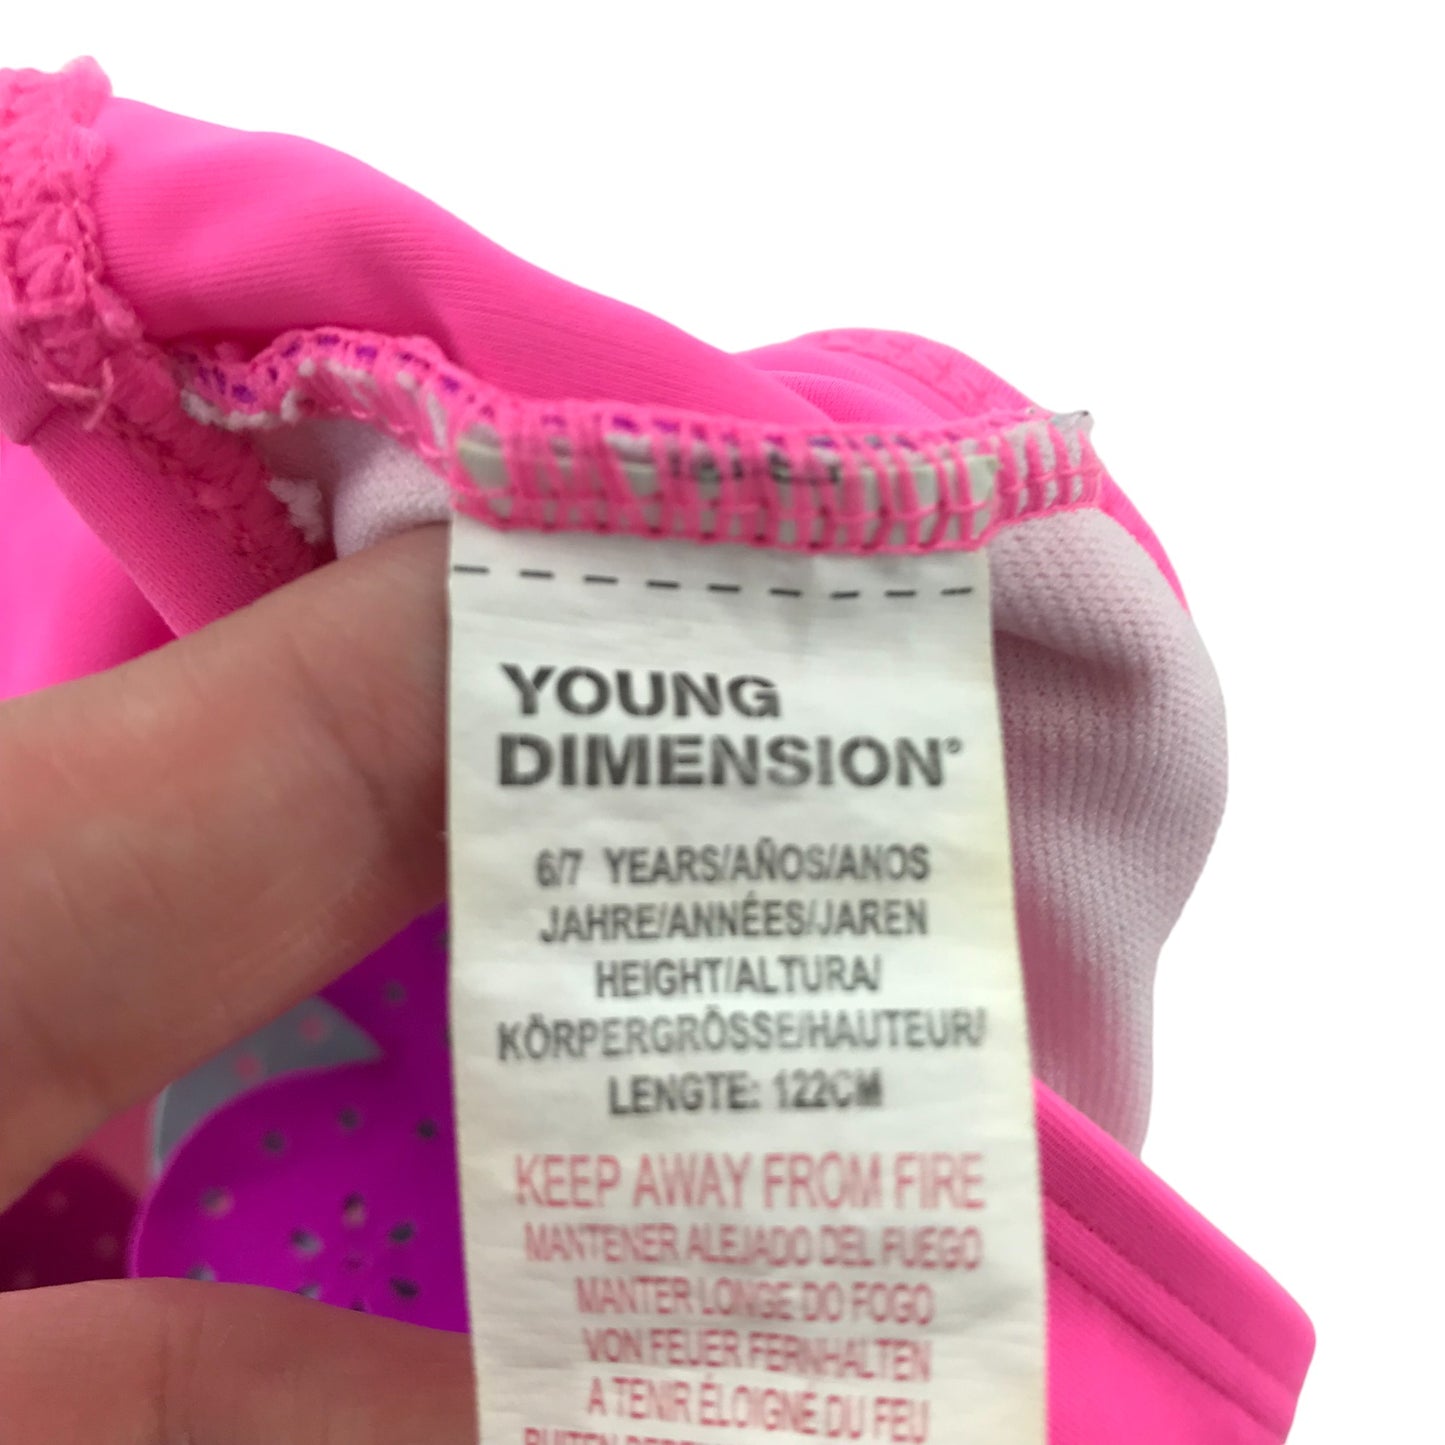 YOUNG
DIMENSION®
6/7 YEARS/AÑOS/ANOS
JAHRE/ANNÉES/JAREN
HEIGHT/ALTURA/
KÖRPERGRÖSSE/HAUTEUR/
LENGTE: 122CM
KEEP AWAY FROM FIRE
MANTENER ALEJADO DEL FUEGO
MANTER LONGE DO FOGO
VON FEUER FERNHALTEN
A TENIR ÉLOIGNÉ DU FEU
BUITEN